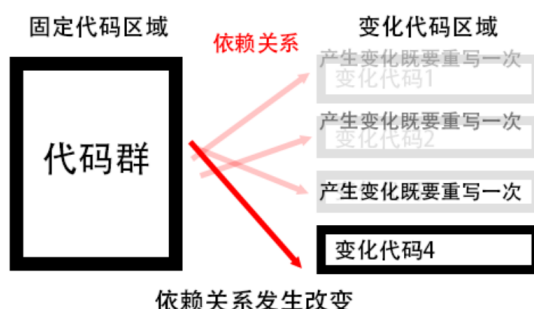 固定代码区域
变化代码区域
依赖关系
代码群
产生变化既要重写一次
变化代码1
产生变化既要重写一次
变化代码2
产生变化既要重写一次
变化代码4
依赖关系发生改变